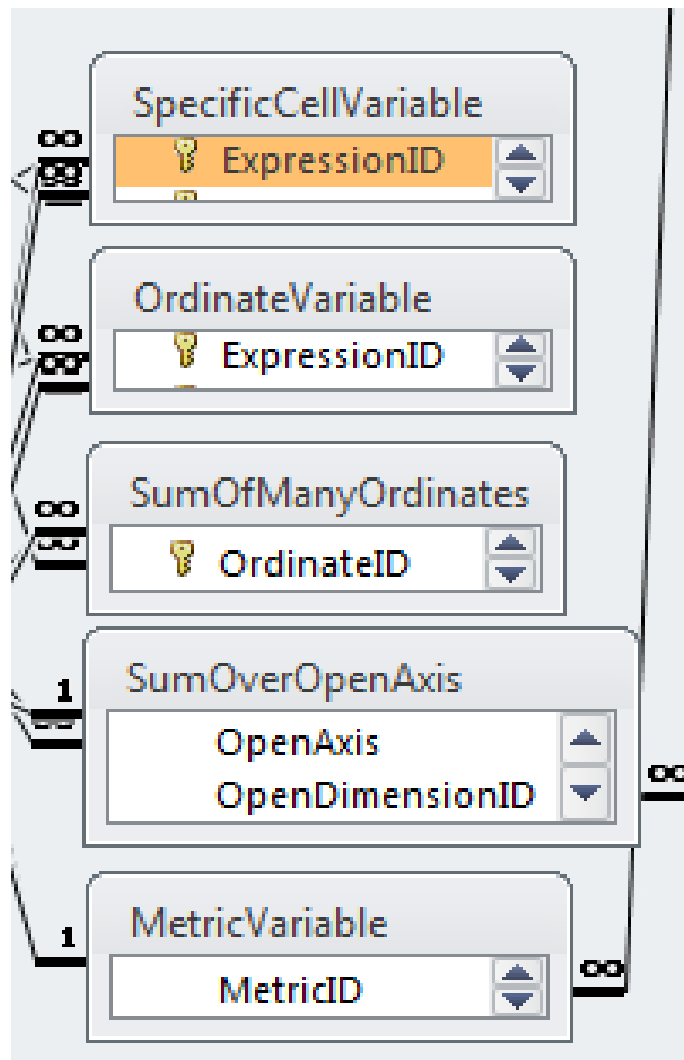 SpecificCellVariable
∞
ExpressionID
∞
OrdinateVariable
∞
ExpressionID
∞
SumOfManyOrdinates
∞
OrdinateID
SumOverOpenAxis
1
OpenAxis
OpenDimensionID
∞
MetricVariable
1
MetricID
∞